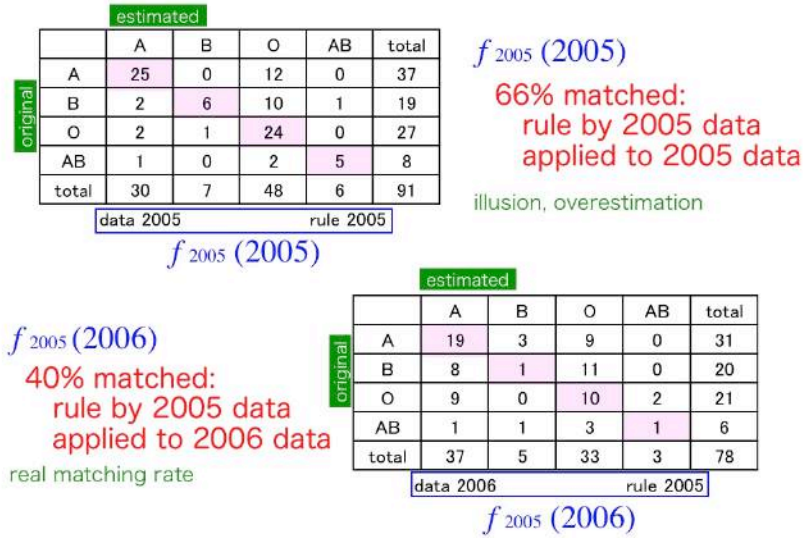 estimated
A B O AB total
original
A 25 0 12 0 37
B 2 6 10 1 19
O 2 1 24 0 27
AB 1 0 2 5 8
total 30 7 48 6 91
data 2005 rule 2005
f 2005 (2005)
f 2005 (2005)
66% matched:
rule by 2005 data
applied to 2005 data
illusion, overestimation
f 2005 (2006)
40% matched:
rule by 2005 data
applied to 2006 data
real matching rate
estimated
A B O AB total
original
A 19 3 9 0 31
B 8 1 11 0 20
O 9 0 10 2 21
AB 1 1 3 1 6
total 37 5 33 3 78
data 2006 rule 2005
f 2005 (2006)